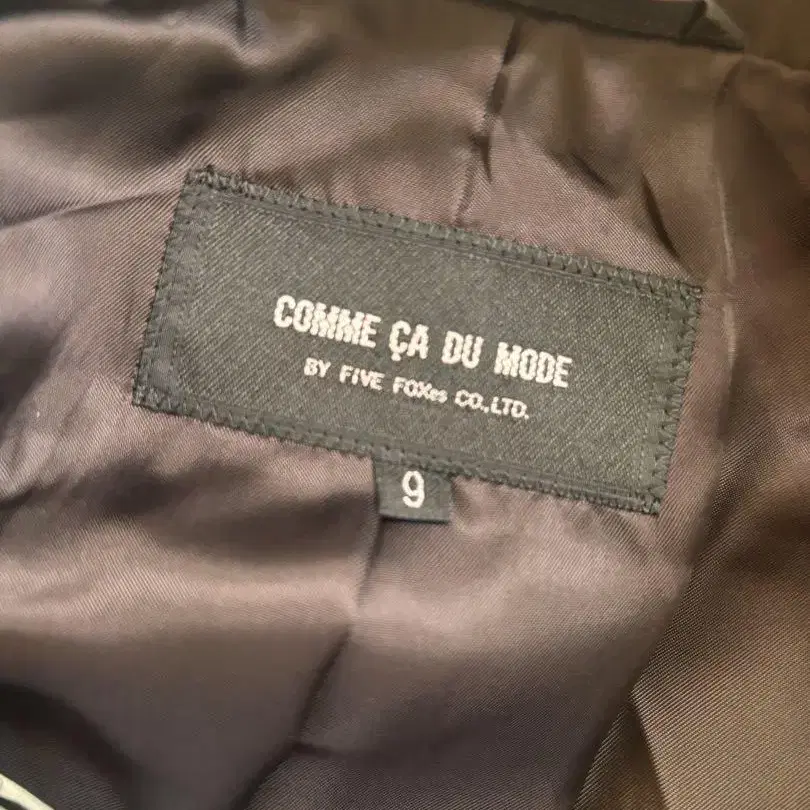 COMME ÇA DU MODE
BY FIVE FOXes CO.,LTD.
9